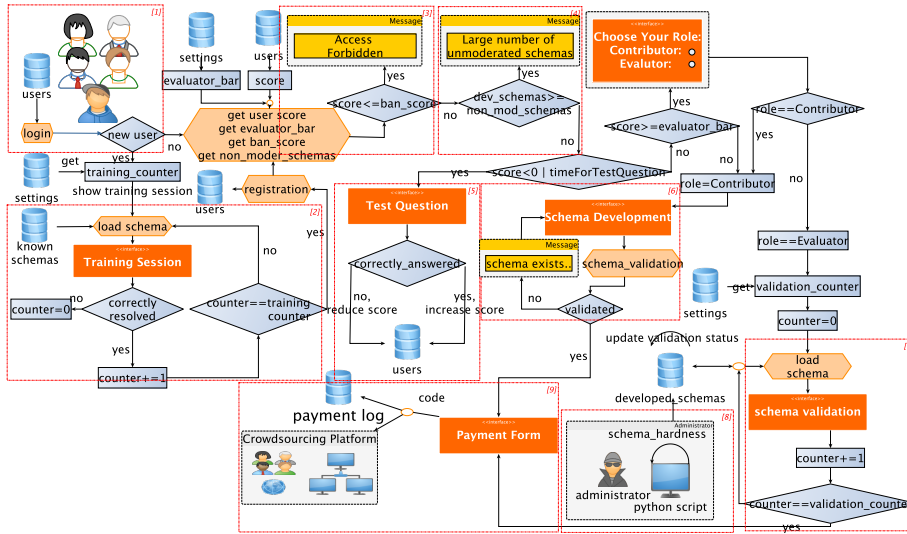 [1]
users
login
new user
yes
no
get
settings
training_counter
show training session
settings
evaluator_bar
users
score
get user score
get evaluator_bar
get ban_score
get non_moder_schemas
registration
users
yes
[3]
Message
Access
Forbidden
yes
score<=ban_score
no
[4]
Message
Large number of
unmoderated schemas
yes
dev_schemas>=
non_mod_schemas
no
<<interface>>
Choose Your Role:
Contributor:
Evalutor:
yes
score>=evaluator_bar
no
no
yes
role==Contributor
no
role=Contributor
yes
score<0 | timeForTestQuestion
[2]
known
schemas
load schema
<<interface>>
Training Session
correctly
resolved
no
counter=0
yes
counter+=1
no
counter==training
counter
[5]
<<interface>>
Test Question
correctly_answered
no,
reduce score
yes,
increase score
users
[6]
<<interface>>
Schema Development
Message
schema exists..
schema_validation
no
validated
yes
role==Evaluator
settings
get
validation_counter
counter=0
update validation status
developed_schemas
load
schema
<<interface>>
schema validation
counter+=1
counter==validation_counte
yes
[9]
payment log
code
Crowdsourcing Platform
<<interface>>
Payment Form
[8]
Administrator
schema_hardness
administrator
python script